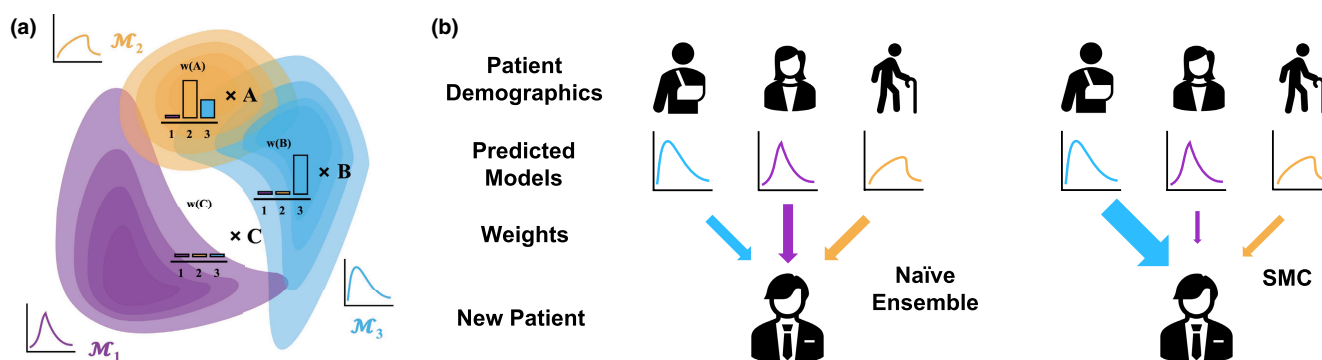 (a)
ℳ2
w(A)
× A
1 2 3
w(B)
× B
1 2 3
w(C)
× C
1 2 3
ℳ1
ℳ3
(b)
Patient
Demographics
Predicted
Models
Weights
New Patient
Naïve
Ensemble
SMC